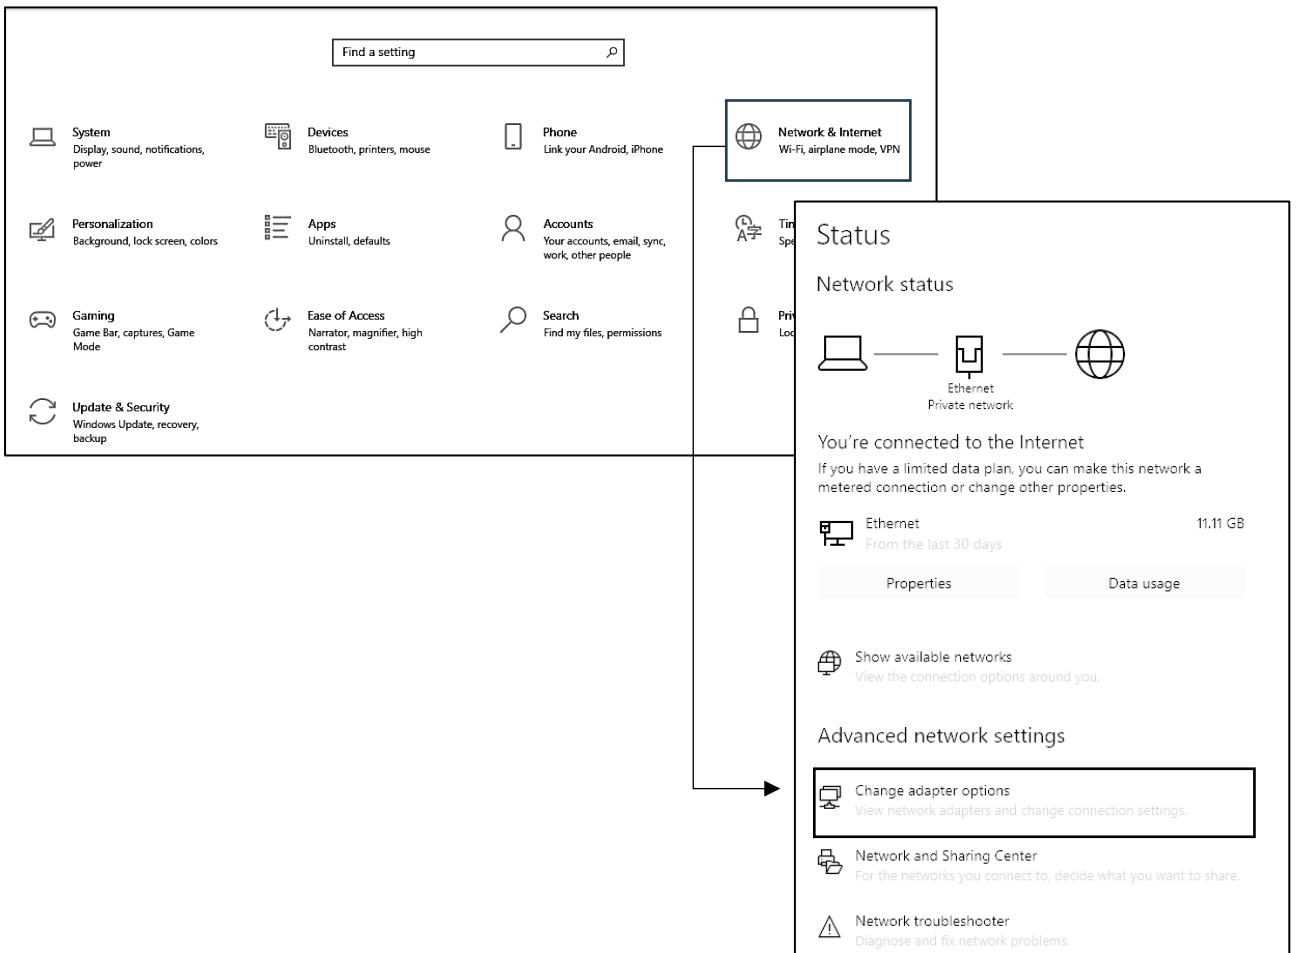 Find a setting
System
Display, sound, notifications,
power
Devices
Bluetooth, printers, mouse
Phone
Link your Android, iPhone
Network & Internet
Wi-Fi, airplane mode, VPN
Personalization
Background, lock screen, colors
Apps
Uninstall, defaults
Accounts
Your accounts, email, sync,
work, other people
Gaming
Game Bar, captures, Game
Mode
Ease of Access
Narrator, magnifier, high
contrast
Search
Find my files, permissions
Update & Security
Windows Update, recovery,
backup
Status
Network status
Ethernet
Private network
You're connected to the Internet
If you have a limited data plan, you can make this network a
metered connection or change other properties.
Ethernet
11.11 GB
From the last 30 days
Properties
Data usage
Show available networks
View the connection options around you.
Advanced network settings
Change adapter options
View network adapters and change connection settings.
Network and Sharing Center
For the networks you connect to, decide what you want to share.
Network troubleshooter
Diagnose and fix network problems.